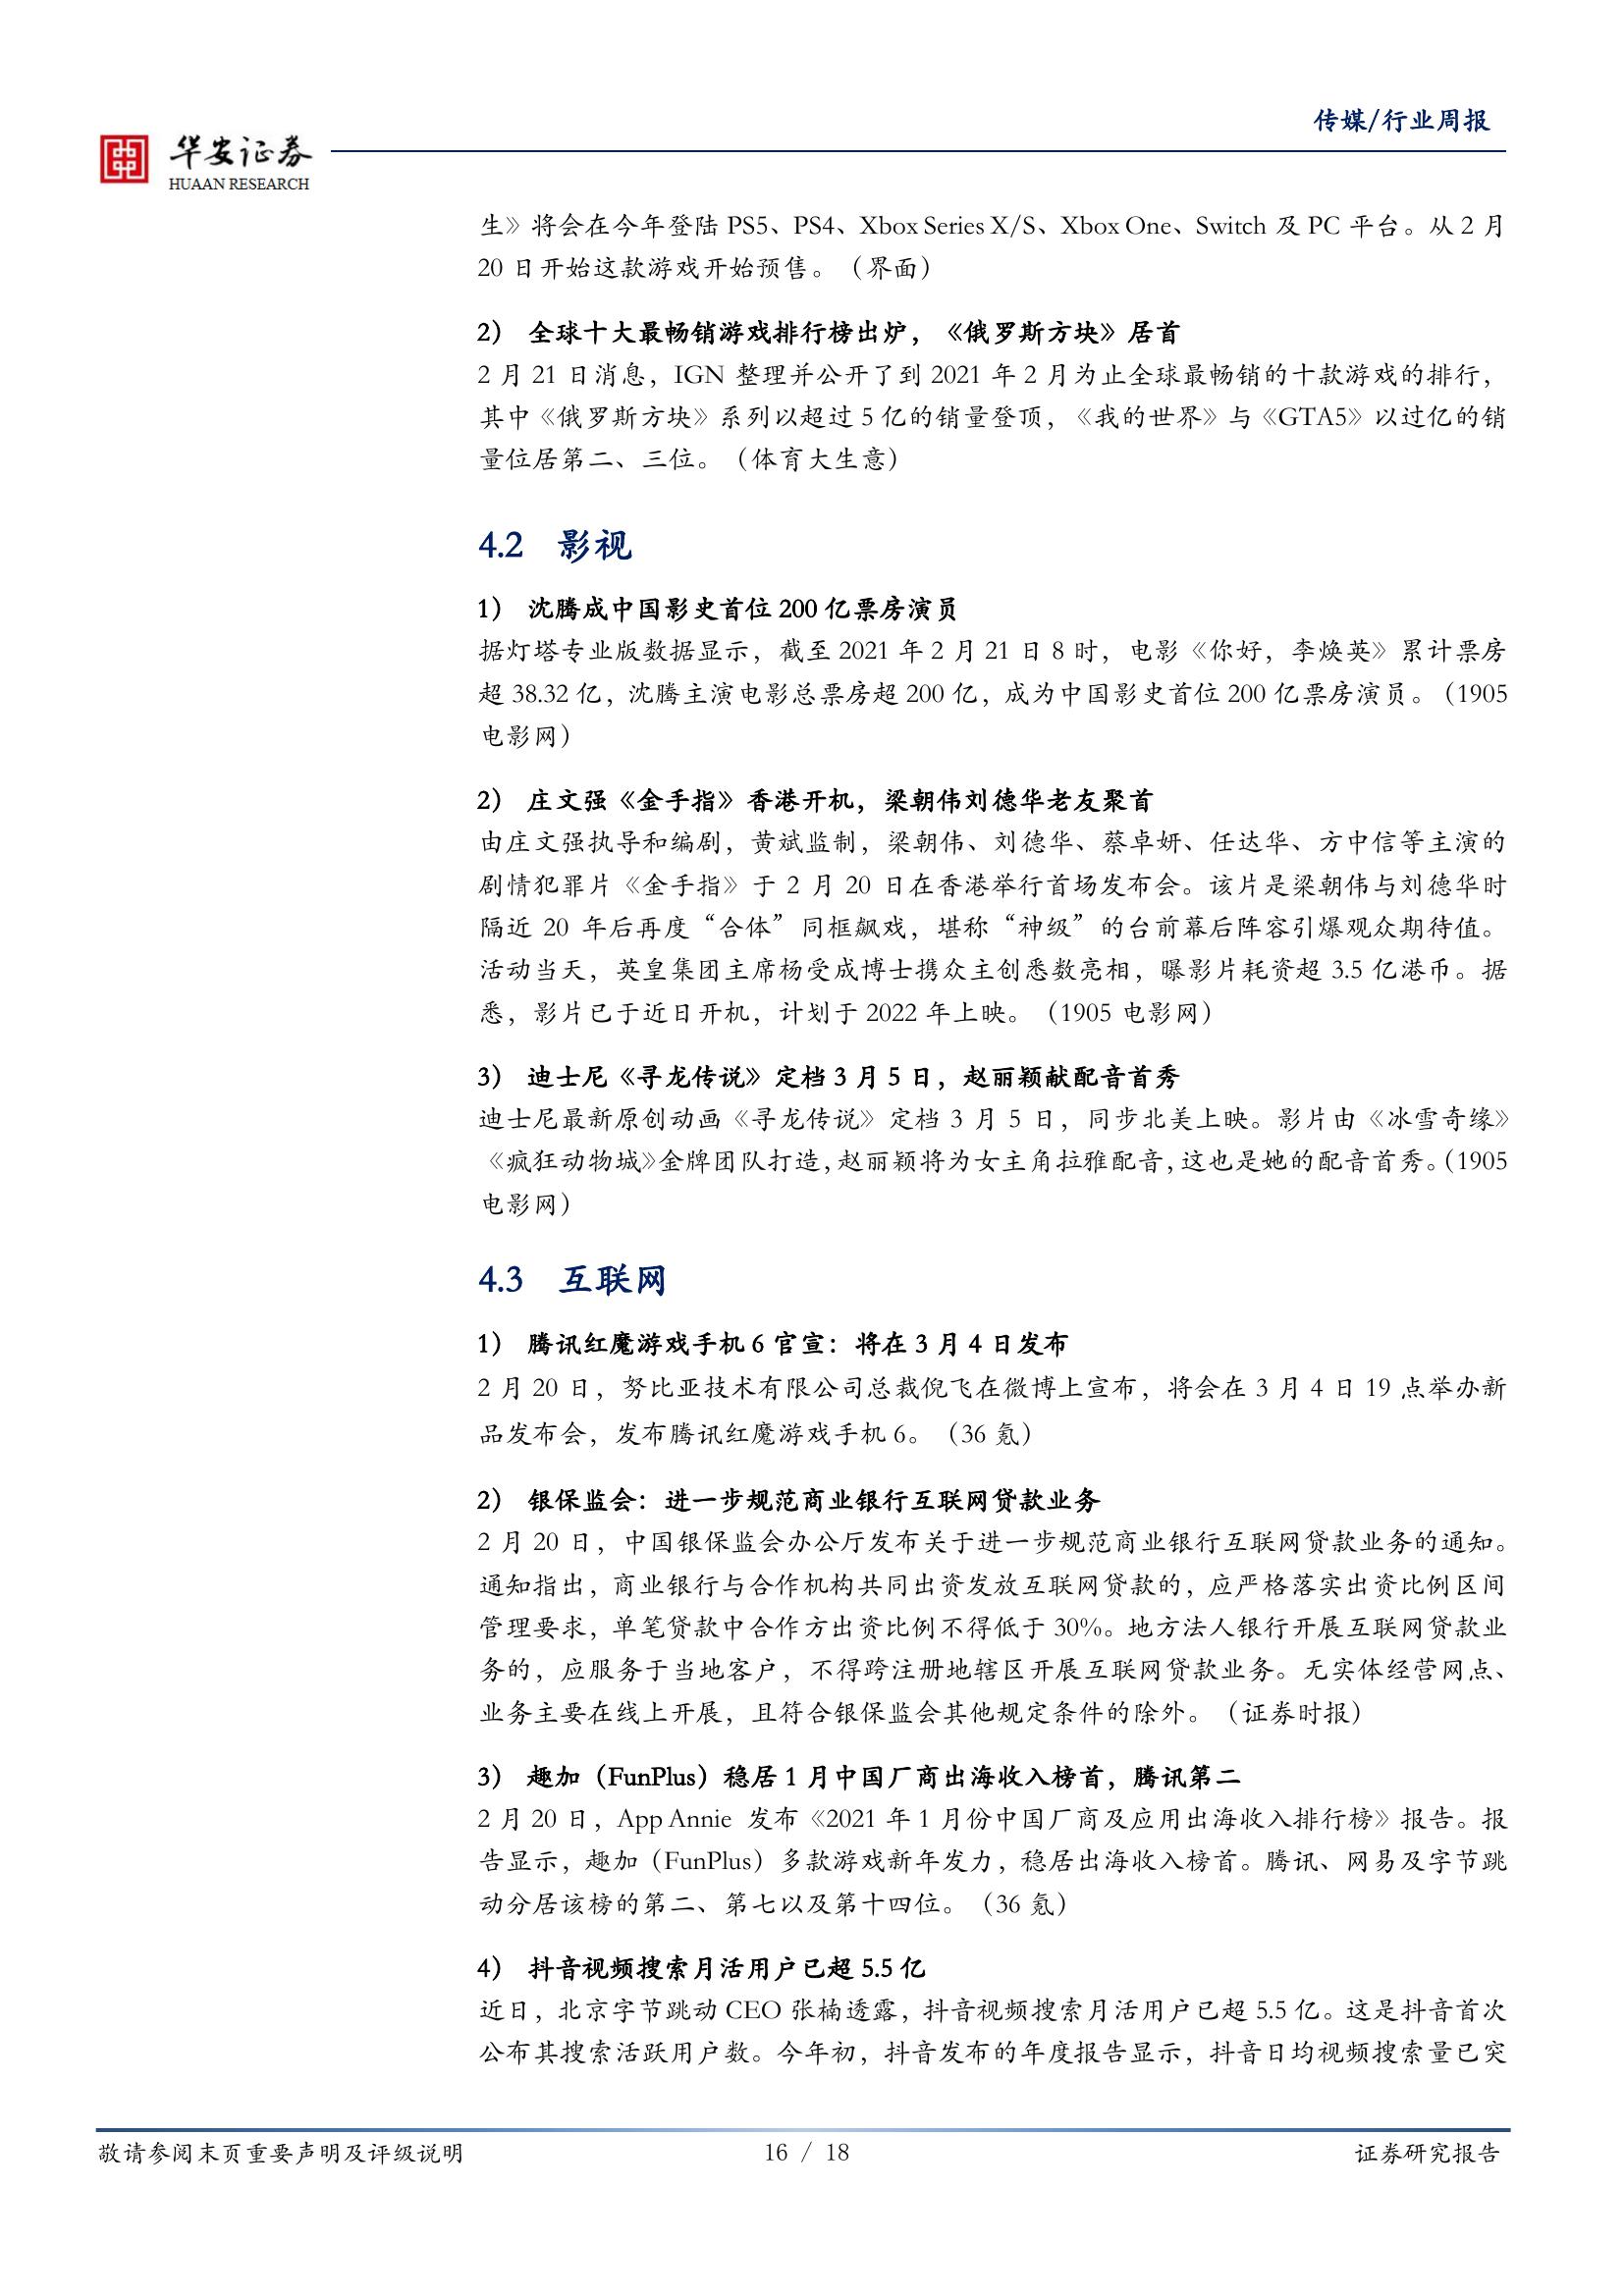 传媒/行业周报
华安证券
HUAAN RESEARCH
生》将会在今年登陆 PS5、PS4、Xbox Series X/S、Xbox One、Switch 及 PC 平台。从 2 月
20 日开始这款游戏开始预售。（界面）
2） 全球十大最畅销游戏排行榜出炉，《俄罗斯方块》居首
2 月 21 日消息，IGN 整理并公开了到 2021 年 2 月为止全球最畅销的十款游戏的排行，
其中《俄罗斯方块》系列以超过 5 亿的销量登顶，《我的世界》与《GTA5》以过亿的销
量位居第二、三位。（体育大生意）
4.2 影视
1） 沈腾成中国影史首位 200 亿票房演员
据灯塔专业版数据显示，截至 2021 年 2 月 21 日 8 时，电影《你好，李焕英》累计票房
超 38.32 亿，沈腾主演电影总票房超 200 亿，成为中国影史首位 200 亿票房演员。（1905
电影网）
2） 庄文强《金手指》香港开机，梁朝伟刘德华老友聚首
由庄文强执导和编剧，黄斌监制，梁朝伟、刘德华、蔡卓妍、任达华、方中信等主演的
剧情犯罪片《金手指》于 2 月 20 日在香港举行首场发布会。该片是梁朝伟与刘德华时
隔近 20 年后再度“合体”同框飙戏，堪称“神级”的台前幕后阵容引爆观众期待值。
活动当天，英皇集团主席杨受成博士携众主创悉数亮相，曝影片耗资超 3.5 亿港币。据
悉，影片已于近日开机，计划于 2022 年上映。（1905 电影网）
3） 迪士尼《寻龙传说》定档 3 月 5 日，赵丽颖献配音首秀
迪士尼最新原创动画《寻龙传说》定档 3 月 5 日，同步北美上映。影片由《冰雪奇缘》
《疯狂动物城》金牌团队打造，赵丽颖将为女主角拉雅配音，这也是她的配音首秀。（1905
电影网）
4.3 互联网
1） 腾讯红魔游戏手机 6 官宣：将在 3 月 4 日发布
2 月 20 日，努比亚技术有限公司总裁倪飞在微博上宣布，将会在 3 月 4 日 19 点举办新
品发布会，发布腾讯红魔游戏手机 6。（36 氪）
2） 银保监会：进一步规范商业银行互联网贷款业务
2 月 20 日，中国银保监会办公厅发布关于进一步规范商业银行互联网贷款业务的通知。
通知指出，商业银行与合作机构共同出资发放互联网贷款的，应严格落实出资比例区间
管理要求，单笔贷款中合作方出资比例不得低于 30%。地方法人银行开展互联网贷款业
务的，应服务于当地客户，不得跨注册地辖区开展互联网贷款业务。无实体经营网点、
业务主要在线上开展，且符合银保监会其他规定条件的除外。（证券时报）
3） 趣加（FunPlus）稳居 1 月中国厂商出海收入榜首，腾讯第二
2 月 20 日，App Annie 发布《2021 年 1 月份中国厂商及应用出海收入排行榜》报告。报
告显示，趣加（FunPlus）多款游戏新年发力，稳居出海收入榜首。腾讯、网易及字节跳
动分居该榜的第二、第七以及第十四位。（36 氪）
4） 抖音视频搜索月活用户已超 5.5 亿
近日，北京字节跳动 CEO 张楠透露，抖音视频搜索月活用户已超 5.5 亿。这是抖音首次
公布其搜索活跃用户数。今年初，抖音发布的年度报告显示，抖音日均视频搜索量已突
敬请参阅末页重要声明及评级说明
16 / 18
证券研究报告